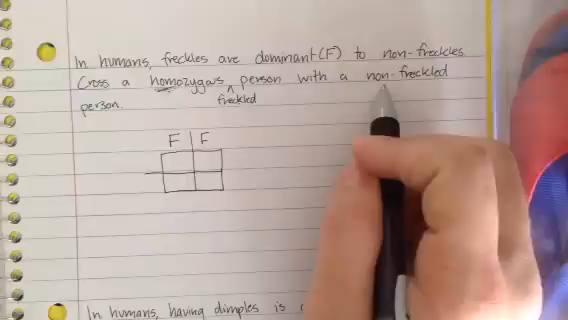 In humans, freckles are dominant (F) to non-freckles.
Cross a homozygous person with a non-freckled
^
freckled
person.
F F
In humans, having dimples is